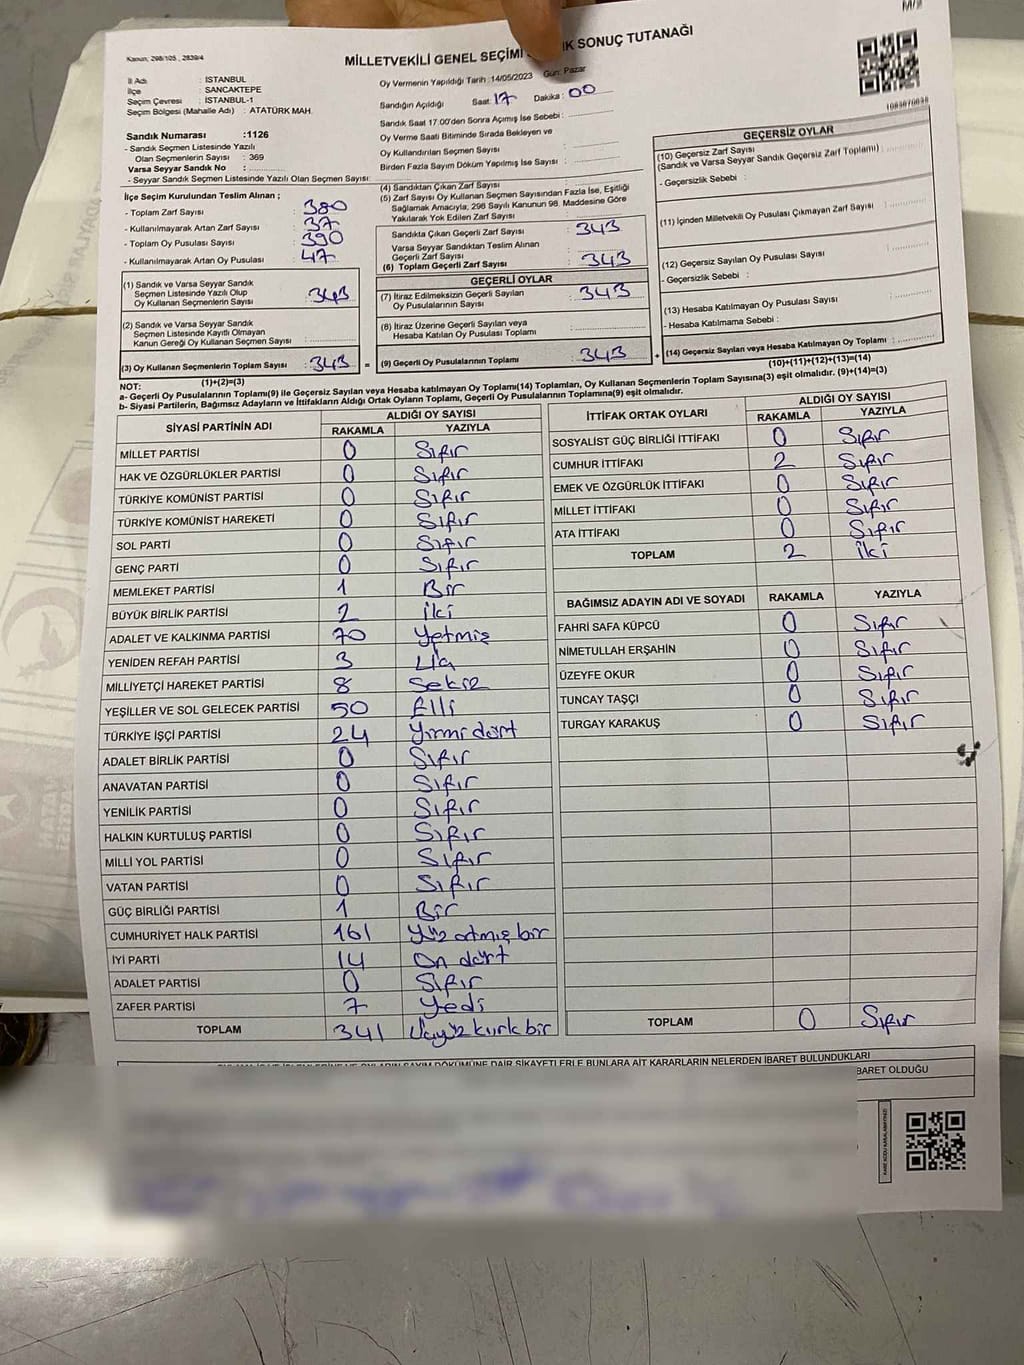 M/2
Kanun: 298/105, 2839/4
MİLLETVEKİLİ GENEL SEÇİMİ SONUÇ TUTANAĞI
İl Adı : İSTANBUL
İlçe : SANCAKTEPE
Seçim Çevresi : İSTANBUL-1
Seçim Bölgesi (Mahalle Adı) : ATATÜRK MAH.
Oy Vermenin Yapıldığı Tarih :14/05/2023 Gün: Pazar
Sandığın Açıldığı Saat: 17 Dakika: 00
Sandık Saat 17.00'den Sonra Açımış İse Sebebi :
Oy Verme Saati Bitiminde Sırada Bekleyen ve
Oy Kullandırılan Seçmen Sayısı :
Birden Fazla Sayım Döküm Yapılmış İse Sayısı :
Sandık Numarası :1126
- Sandık Seçmen Listesinde Yazılı
Olan Seçmenlerin Sayısı : 369
Varsa Seyyar Sandık No :
- Seyyar Sandık Seçmen Listesinde Yazılı Olan Seçmen Sayısı:
İlçe Seçim Kurulundan Teslim Alınan ;
- Toplam Zarf Sayısı : 380
- Kullanılmayarak Artan Zarf Sayısı : 37
- Toplam Oy Pusulası Sayısı : 390
- Kullanılmayarak Artan Oy Pusulası : 47
(1) Sandık ve Varsa Seyyar Sandık
Seçmen Listesinde Yazılı Olup
Oy Kullanan Seçmenlerin Sayısı : 343
(2) Sandık ve Varsa Seyyar Sandık
Seçmen Listesinde Kayıtlı Olmayan
Kanun Gereği Oy Kullanan Seçmen Sayısı :
(3) Oy Kullanan Seçmenlerin Toplam Sayısı : 343
(1)+(2)=(3)
(4) Sandıktan Çıkan Zarf Sayısı :
(5) Zarf Sayısı Oy Kullanan Seçmen Sayısından Fazla İse, Eşitliği
Sağlamak Amacıyla, 298 Sayılı Kanunun 98. Maddesine Göre
Yakılarak Yok Edilen Zarf Sayısı :
Sandıkta Çıkan Geçerli Zarf Sayısı : 343
Varsa Seyyar Sandıktan Teslim Alınan
Geçerli Zarf Sayısı :
(6) Toplam Geçerli Zarf Sayısı : 343
GEÇERLİ OYLAR
(7) İtiraz Edilmeksizin Geçerli Sayılan
Oy Pusulalarının Sayısı : 343
(8) İtiraz Üzerine Geçerli Sayılan veya
Hesaba Katılan Oy Pusulası Toplamı :
= (9) Geçerli Oy Pusulalarının Toplamı : 343
GEÇERSİZ OYLAR
(10) Geçersiz Zarf Sayısı
(Sandık ve Varsa Seyyar Sandık Geçersiz Zarf Toplamı) :
- Geçersizlik Sebebi :
(11) İçinden Milletvekili Oy Pusulası Çıkmayan Zarf Sayısı :
(12) Geçersiz Sayılan Oy Pusulası Sayısı :
- Geçersizlik Sebebi :
(13) Hesaba Katılmayan Oy Pusulası Sayısı :
- Hesaba Katılmama Sebebi :
+ (14) Geçersiz Sayılan veya Hesaba Katılmayan Oy Toplamı :
(10)+(11)+(12)+(13)=(14)
NOT:
a- Geçerli Oy Pusulalarının Toplamı(9) ile Geçersiz Sayılan veya Hesaba katılmayan Oy Toplamı(14) Toplamları, Oy Kullanan Seçmenlerin Toplam Sayısına(3) eşit olmalıdır. (9)+(14)=(3)
b- Siyasi Partilerin, Bağımsız Adayların ve İttifakların Aldığı Ortak Oyların Toplamı, Geçerli Oy Pusulalarının Toplamına(9) eşit olmalıdır.
SİYASİ PARTİNİN ADI ALDIĞI OY SAYISI
RAKAMLA YAZIYLA
MİLLET PARTİSİ 0 Sıfır
HAK VE ÖZGÜRLÜKLER PARTİSİ 0 Sıfır
TÜRKİYE KOMÜNİST PARTİSİ 0 Sıfır
TÜRKİYE KOMÜNİST HAREKETİ 0 Sıfır
SOL PARTİ 0 Sıfır
GENÇ PARTİ 0 Sıfır
MEMLEKET PARTİSİ 1 Bir
BÜYÜK BİRLİK PARTİSİ 2 İki
ADALET VE KALKINMA PARTİSİ 70 Yetmiş
YENİDEN REFAH PARTİSİ 3
MİLLİYETÇİ HAREKET PARTİSİ 8 Sekiz
YEŞİLLER VE SOL GELECEK PARTİSİ 50 Elli
TÜRKİYE İŞÇİ PARTİSİ 24 Yirmi dört
ADALET BİRLİK PARTİSİ 0 Sıfır
ANAVATAN PARTİSİ 0 Sıfır
YENİLİK PARTİSİ 0 Sıfır
HALKIN KURTULUŞ PARTİSİ 0 Sıfır
MİLLİ YOL PARTİSİ 0 Sıfır
VATAN PARTİSİ 0 Sıfır
GÜÇ BİRLİĞİ PARTİSİ 1 Bir
CUMHURİYET HALK PARTİSİ 161 Yüz atmış bir
İYİ PARTİ 14 On dört
ADALET PARTİSİ 0 Sıfır
ZAFER PARTİSİ 7 Yedi
TOPLAM 341 Üçyüz kırk bir
İTTİFAK ORTAK OYLARI ALDIĞI OY SAYISI
RAKAMLA YAZIYLA
SOSYALİST GÜÇ BİRLİĞİ İTTİFAKI 0 Sıfır
CUMHUR İTTİFAKI 2 Sıfır
EMEK VE ÖZGÜRLÜK İTTİFAKI 0 Sıfır
MİLLET İTTİFAKI 0 Sıfır
ATA İTTİFAKI 0 Sıfır
TOPLAM 2 İki
BAĞIMSIZ ADAYIN ADI VE SOYADI RAKAMLA YAZIYLA
FAHRİ SAFA KÜPCÜ 0 Sıfır
NİMETULLAH ERŞAHİN 0 Sıfır
ÜZEYFE OKUR 0 Sıfır
TUNCAY TAŞÇI 0 Sıfır
TURGAY KARAKUŞ 0 Sıfır
TOPLAM 0 Sıfır
DÖKÜMÜNE DAİR ŞİKAYETLERLE BUNLARA AİT KARARLARIN NELERDEN İBARET BULUNDUKLARI
BARET OLDUĞU